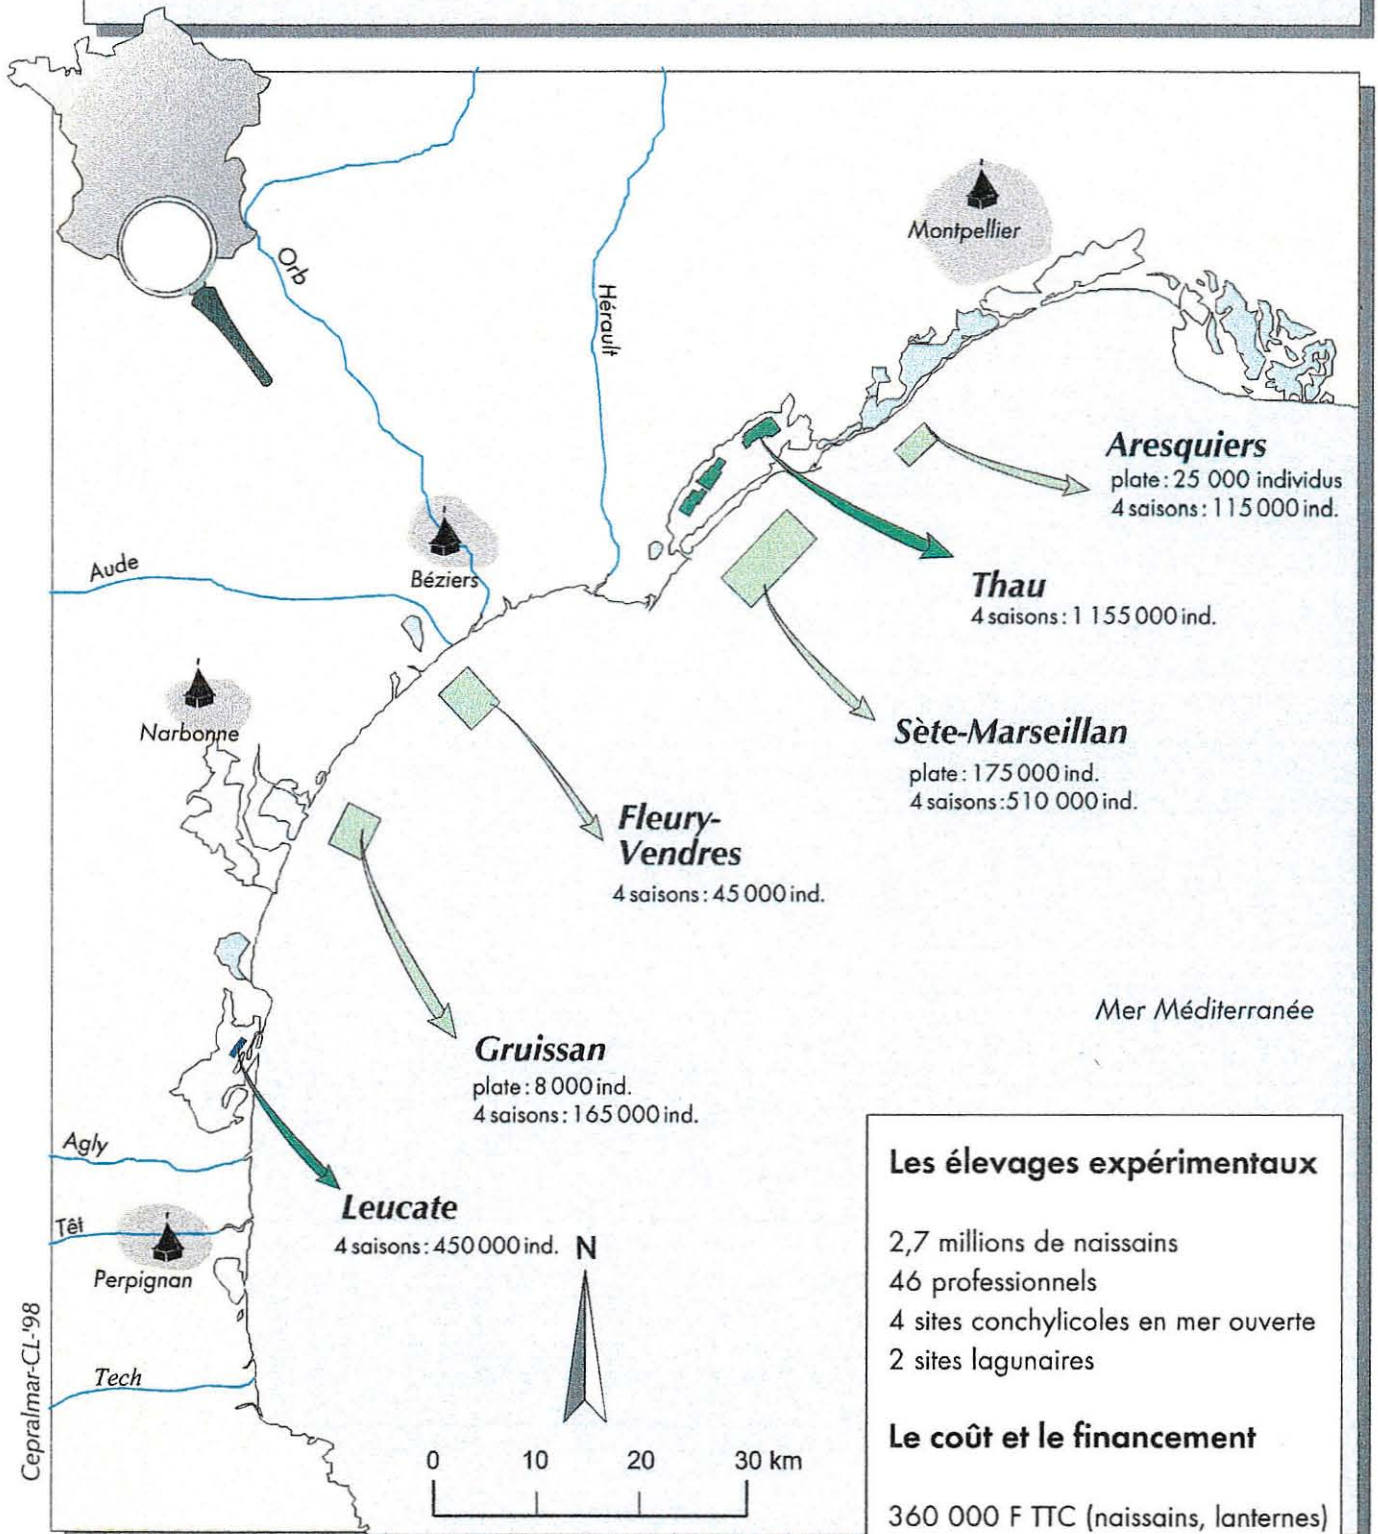 Orb
Hérault
Montpellier
Aresquiers
plate : 25 000 individus
4 saisons : 115 000 ind.
Béziers
Aude
Thau
4 saisons : 1 155 000 ind.
Narbonne
Sète-Marseillan
plate : 175 000 ind.
4 saisons : 510 000 ind.
Fleury-
Vendres
4 saisons : 45 000 ind.
Mer Méditerranée
Gruissan
plate : 8 000 ind.
4 saisons : 165 000 ind.
Agly
Leucate
4 saisons : 450 000 ind.
Têt
Perpignan
Tech
N
0 10 20 30 km
Cepralmar-CL-'98
Les élevages expérimentaux
2,7 millions de naissains
46 professionnels
4 sites conchylicoles en mer ouverte
2 sites lagunaires
Le coût et le financement
360 000 F TTC (naissains, lanternes)